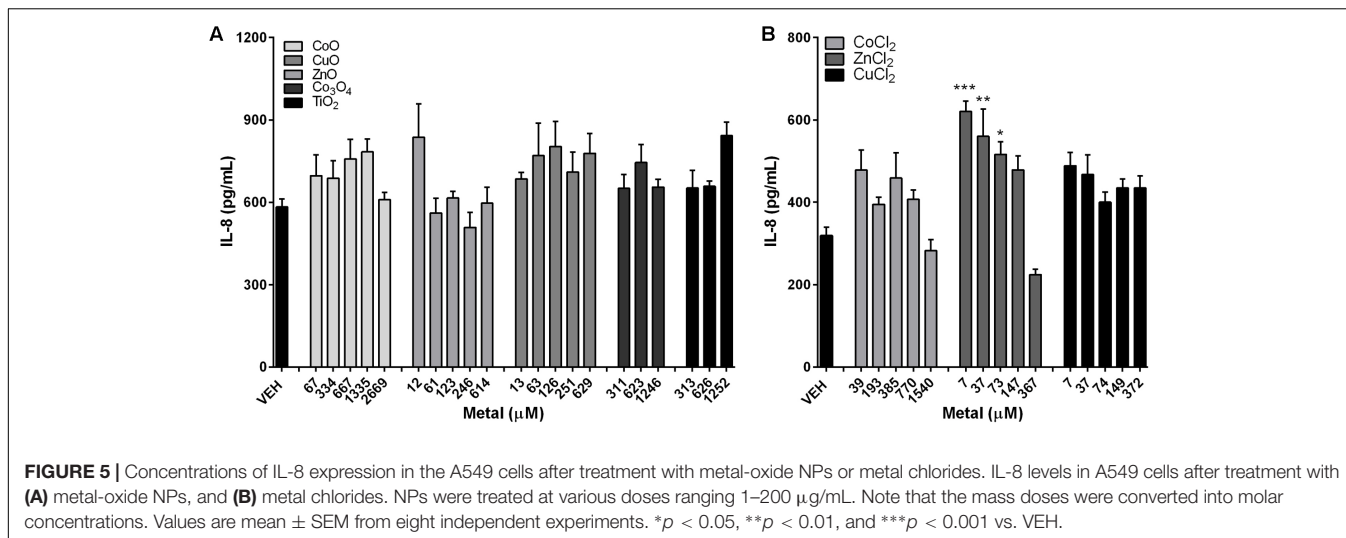 A
1200
900
600
300
0
IL-8 (pg/mL)
CoO
CuO
ZnO
Co₃O₄
TiO₂
VEH
67
334
667
1335
2669
12
61
123
246
614
13
63
126
251
629
311
623
1246
313
626
1252
Metal (μM)
B
800
600
400
200
0
IL-8 (pg/mL)
CoCl₂
ZnCl₂
CuCl₂
***
**
*
VEH
39
193
385
770
1540
7
37
73
147
367
7
37
74
149
372
Metal (μM)
FIGURE 5 | Concentrations of IL-8 expression in the A549 cells after treatment with metal-oxide NPs or metal chlorides. IL-8 levels in A549 cells after treatment with
(A) metal-oxide NPs, and (B) metal chlorides. NPs were treated at various doses ranging 1–200 μg/mL. Note that the mass doses were converted into molar
concentrations. Values are mean ± SEM from eight independent experiments. *p < 0.05, **p < 0.01, and ***p < 0.001 vs. VEH.